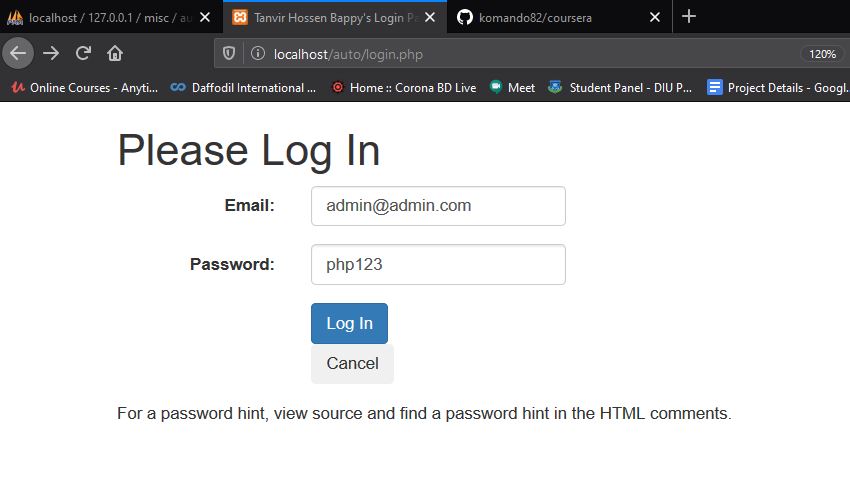 localhost / 127.0.0.1 / misc / au
Tanvir Hossen Bappy's Login Pa
komando82/coursera
localhost/auto/login.php
120%
Online Courses - Anyti...
Daffodil International ...
Home :: Corona BD Live
Meet
Student Panel - DIU P...
Project Details - Googl.
Please Log In
Email:
admin@admin.com
Password:
php123
Log In
Cancel
For a password hint, view source and find a password hint in the HTML comments.